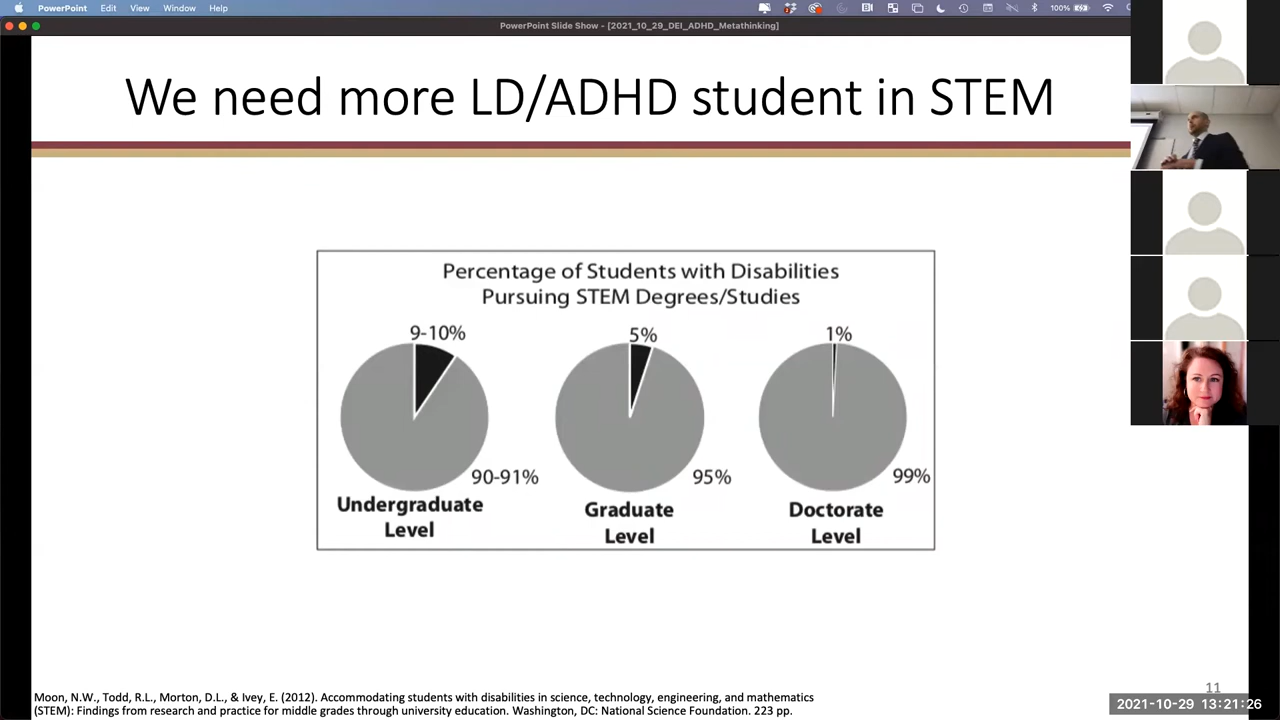 PowerPoint Edit View Window Help
100%
PowerPoint Slide Show - [2021_10_29_DEI_ADHD_Metathinking]
We need more LD/ADHD student in STEM
Percentage of Students with Disabilities
Pursuing STEM Degrees/Studies
9-10% 5% 1%
90-91% 95% 99%
Undergraduate Graduate Doctorate
Level Level Level
Moon, N.W., Todd, R.L., Morton, D.L., & Ivey, E. (2012). Accommodating students with disabilities in science, technology, engineering, and mathematics
(STEM): Findings from research and practice for middle grades through university education. Washington, DC: National Science Foundation. 223 pp.
11
2021-10-29 13:21:26